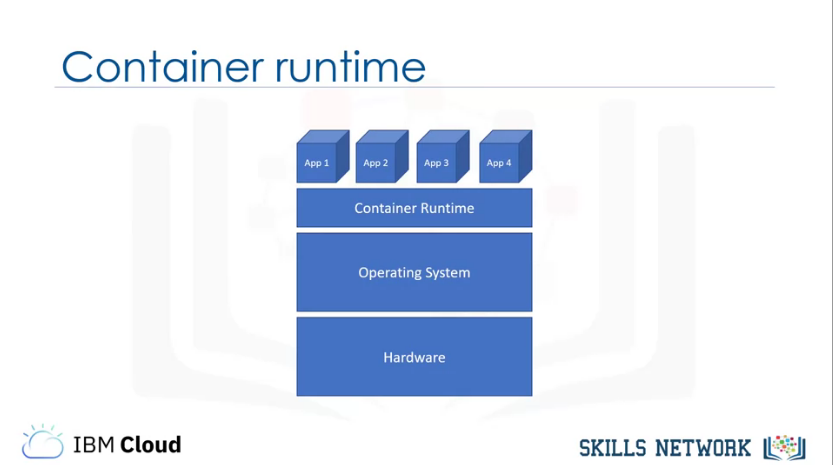 Container runtime
App 1
App 2
App 3
App 4
Container Runtime
Operating System
Hardware
IBM Cloud
SKILLS NETWORK